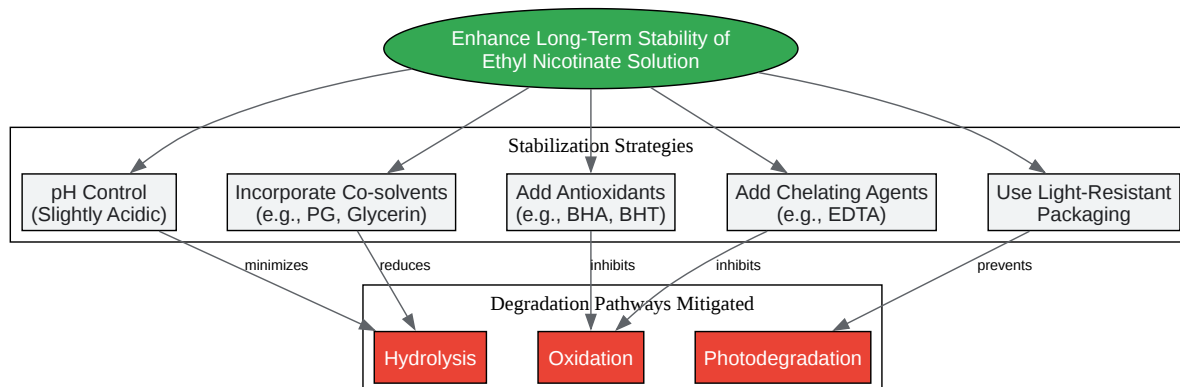 Enhance Long-Term Stability of
Ethyl Nicotinate Solution
Stabilization Strategies
pH Control
(Slightly Acidic)
Incorporate Co-solvents
(e.g., PG, Glycerin)
Add Antioxidants
(e.g., BHA, BHT)
Add Chelating Agents
(e.g., EDTA)
Use Light-Resistant
Packaging
minimizes
reduces
inhibits
inhibits
prevents
Degradation Pathways Mitigated
Hydrolysis
Oxidation
Photodegradation